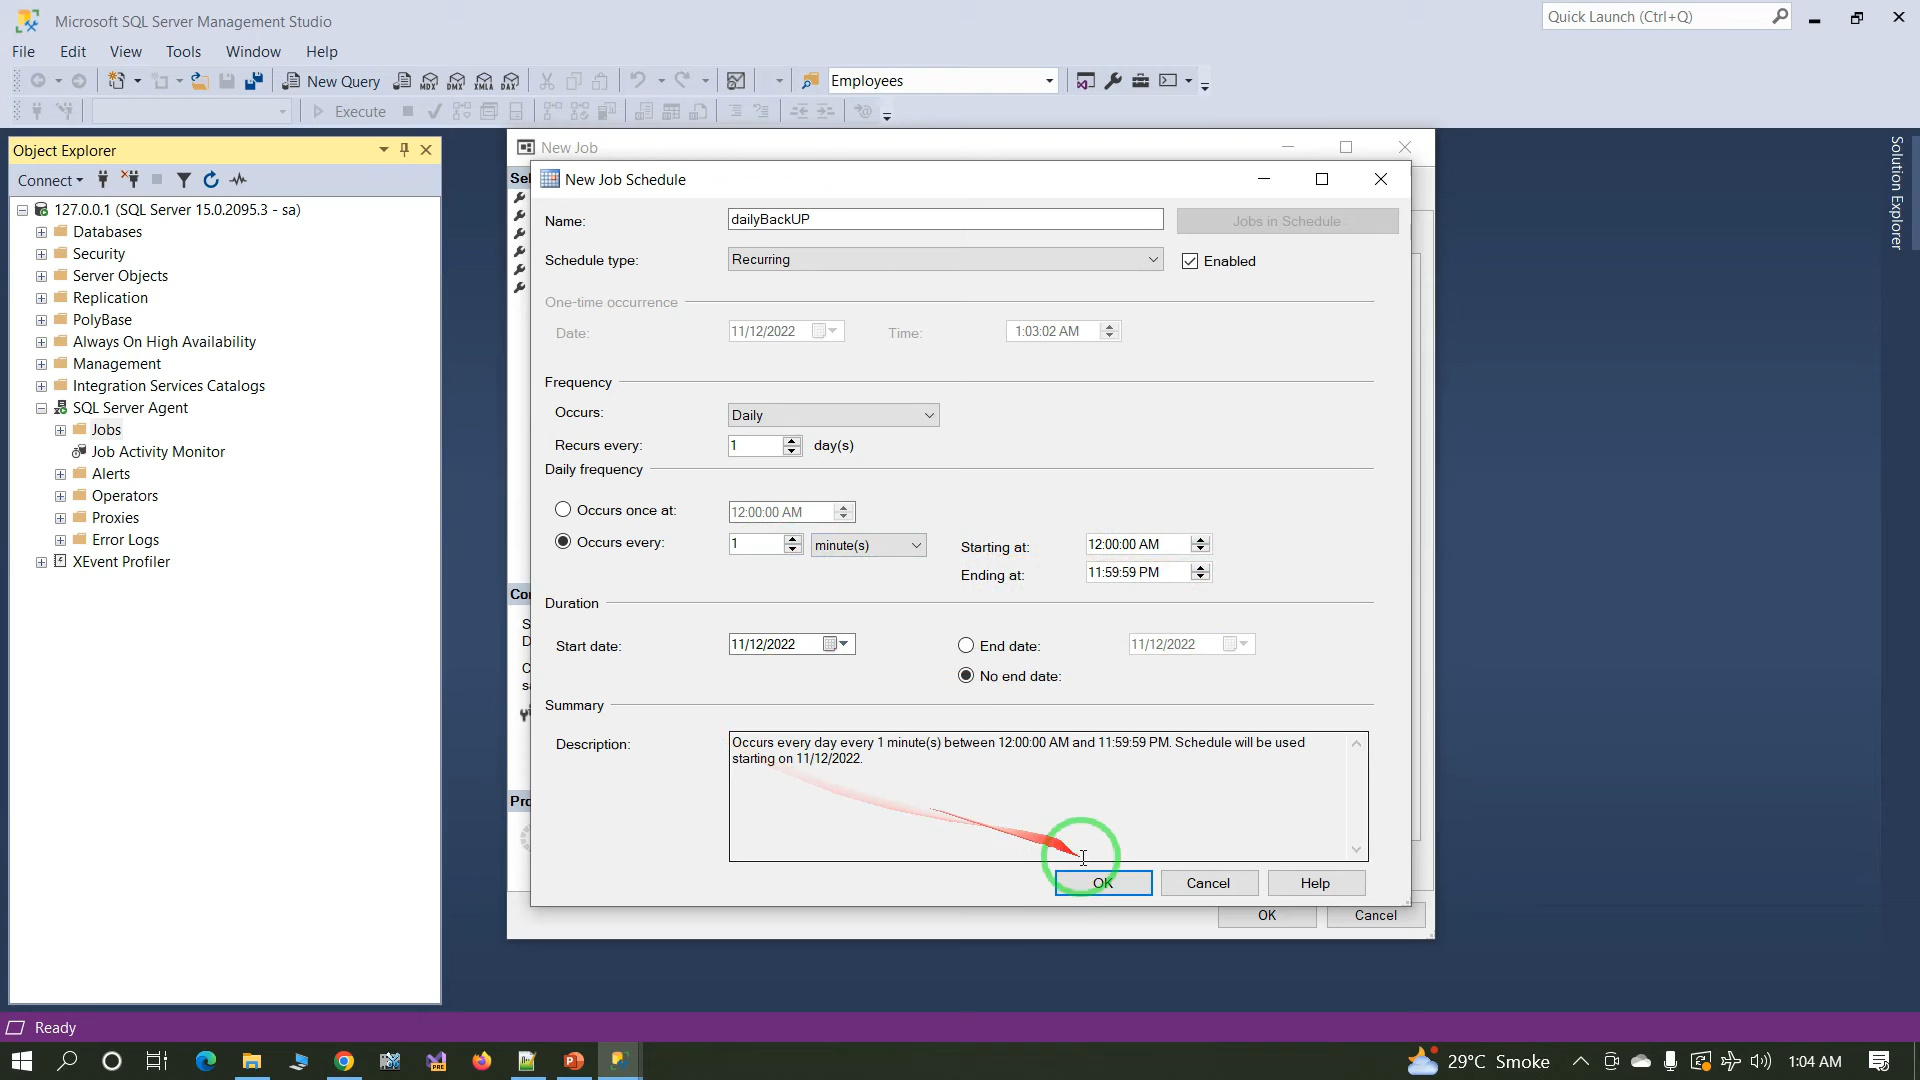 Microsoft SQL Server Management Studio
Quick Launch (Ctrl+Q)
File Edit View Tools Window Help
New Query MDX DMX XMLA DAX Employees
Execute
Object Explorer
Connect
127.0.0.1 (SQL Server 15.0.2095.3 - sa)
Databases
Security
Server Objects
Replication
PolyBase
Always On High Availability
Management
Integration Services Catalogs
SQL Server Agent
Jobs
Job Activity Monitor
Alerts
Operators
Proxies
Error Logs
XEvent Profiler
Solution Explorer
New Job
New Job Schedule
Name: dailyBackUP Jobs in Schedule
Schedule type: Recurring Enabled
One-time occurrence
Date: 11/12/2022 Time: 1:03:02 AM
Frequency
Occurs: Daily
Recurs every: 1 day(s)
Daily frequency
Occurs once at: 12:00:00 AM
Occurs every: 1 minute(s) Starting at: 12:00:00 AM
Ending at: 11:59:59 PM
Duration
Start date: 11/12/2022 End date: 11/12/2022
No end date:
Summary
Description: Occurs every day every 1 minute(s) between 12:00:00 AM and 11:59:59 PM. Schedule will be used
starting on 11/12/2022.
OK Cancel Help
OK Cancel
Ready
29°C Smoke 1:04 AM